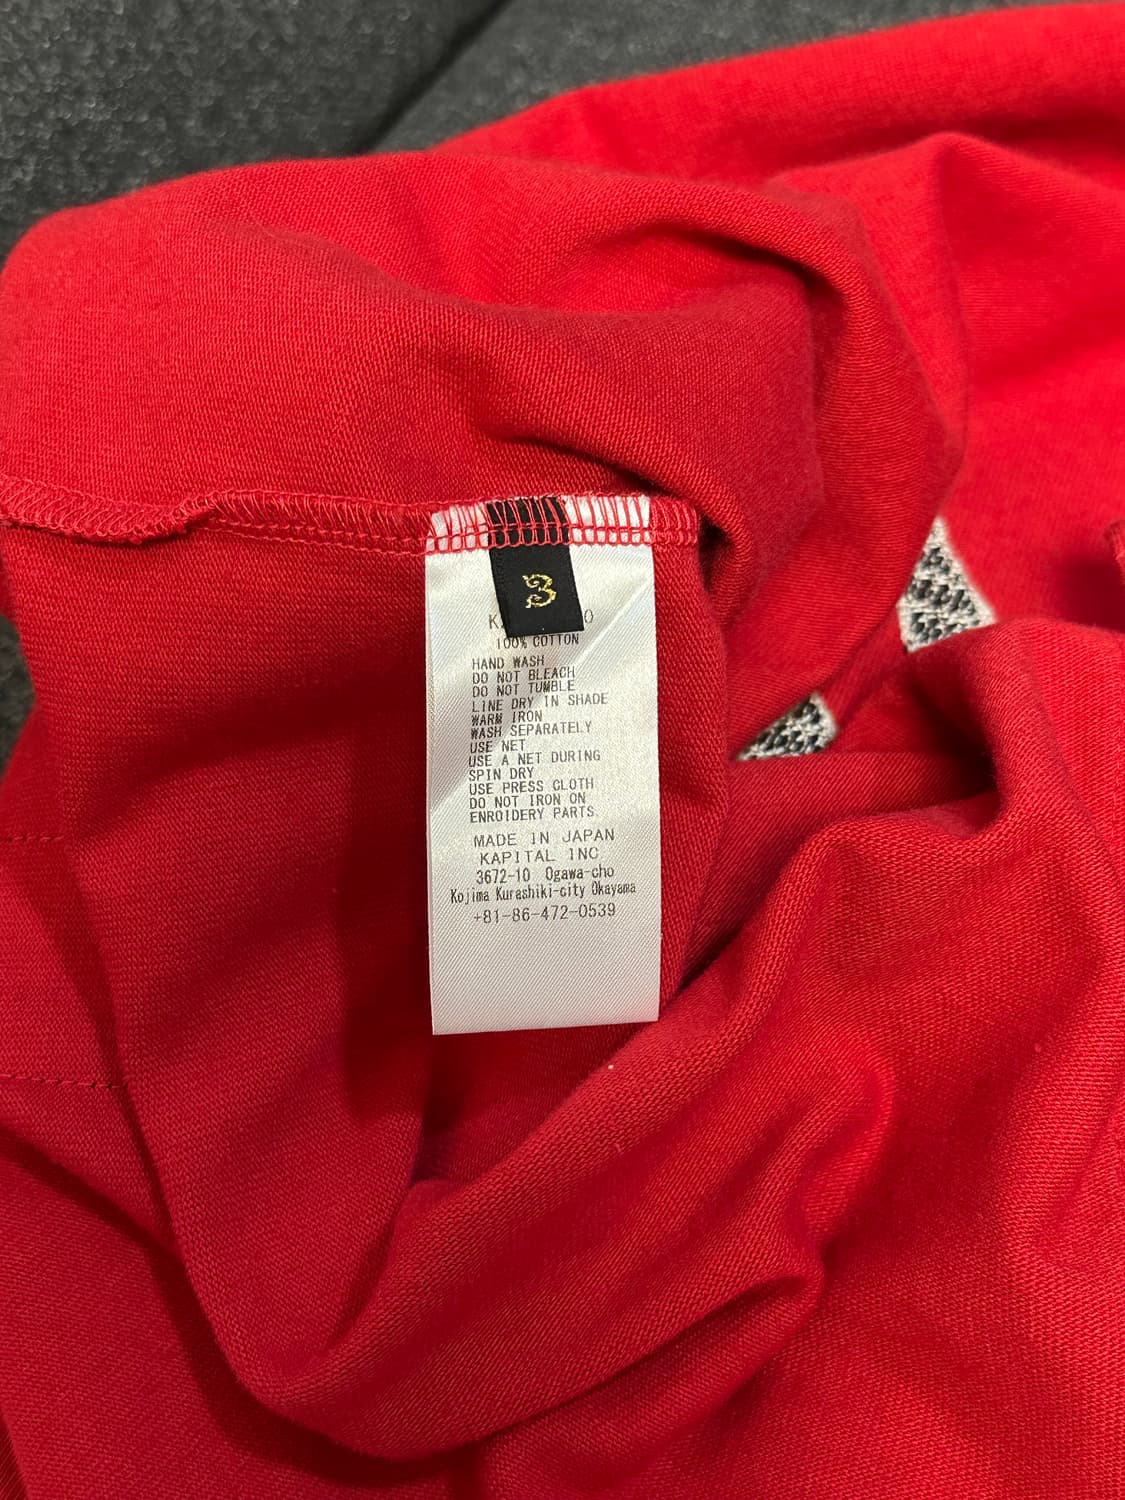 3
100% COTTON
HAND WASH
DO NOT BLEACH
DO NOT TUMBLE
LINE DRY IN SHADE
WARM IRON
WASH SEPARATELY
USE NET
USE A NET DURING
SPIN DRY
USE PRESS CLOTH
DO NOT IRON ON
ENROIDERY PARTS
MADE IN JAPAN
KAPITAL INC.
3672-10 Ogawa-cho
Kojima Kurashiki-city Okayama
+81-86-472-0539